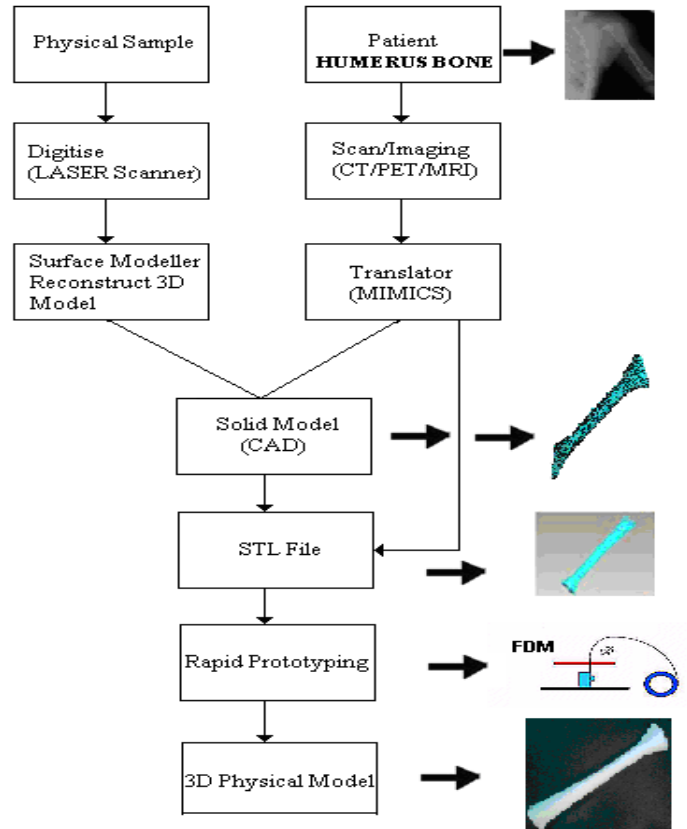 Physical Sample
Patient
HUMERUS BONE
Digitise
(LASER Scanner)
Scan/Imaging
(CT/PET/MRI)
Surface Modeller
Reconstruct 3D
Model
Translator
(MIMICS)
Solid Model
(CAD)
STL File
Rapid Prototyping
FDM
3D Physical Model